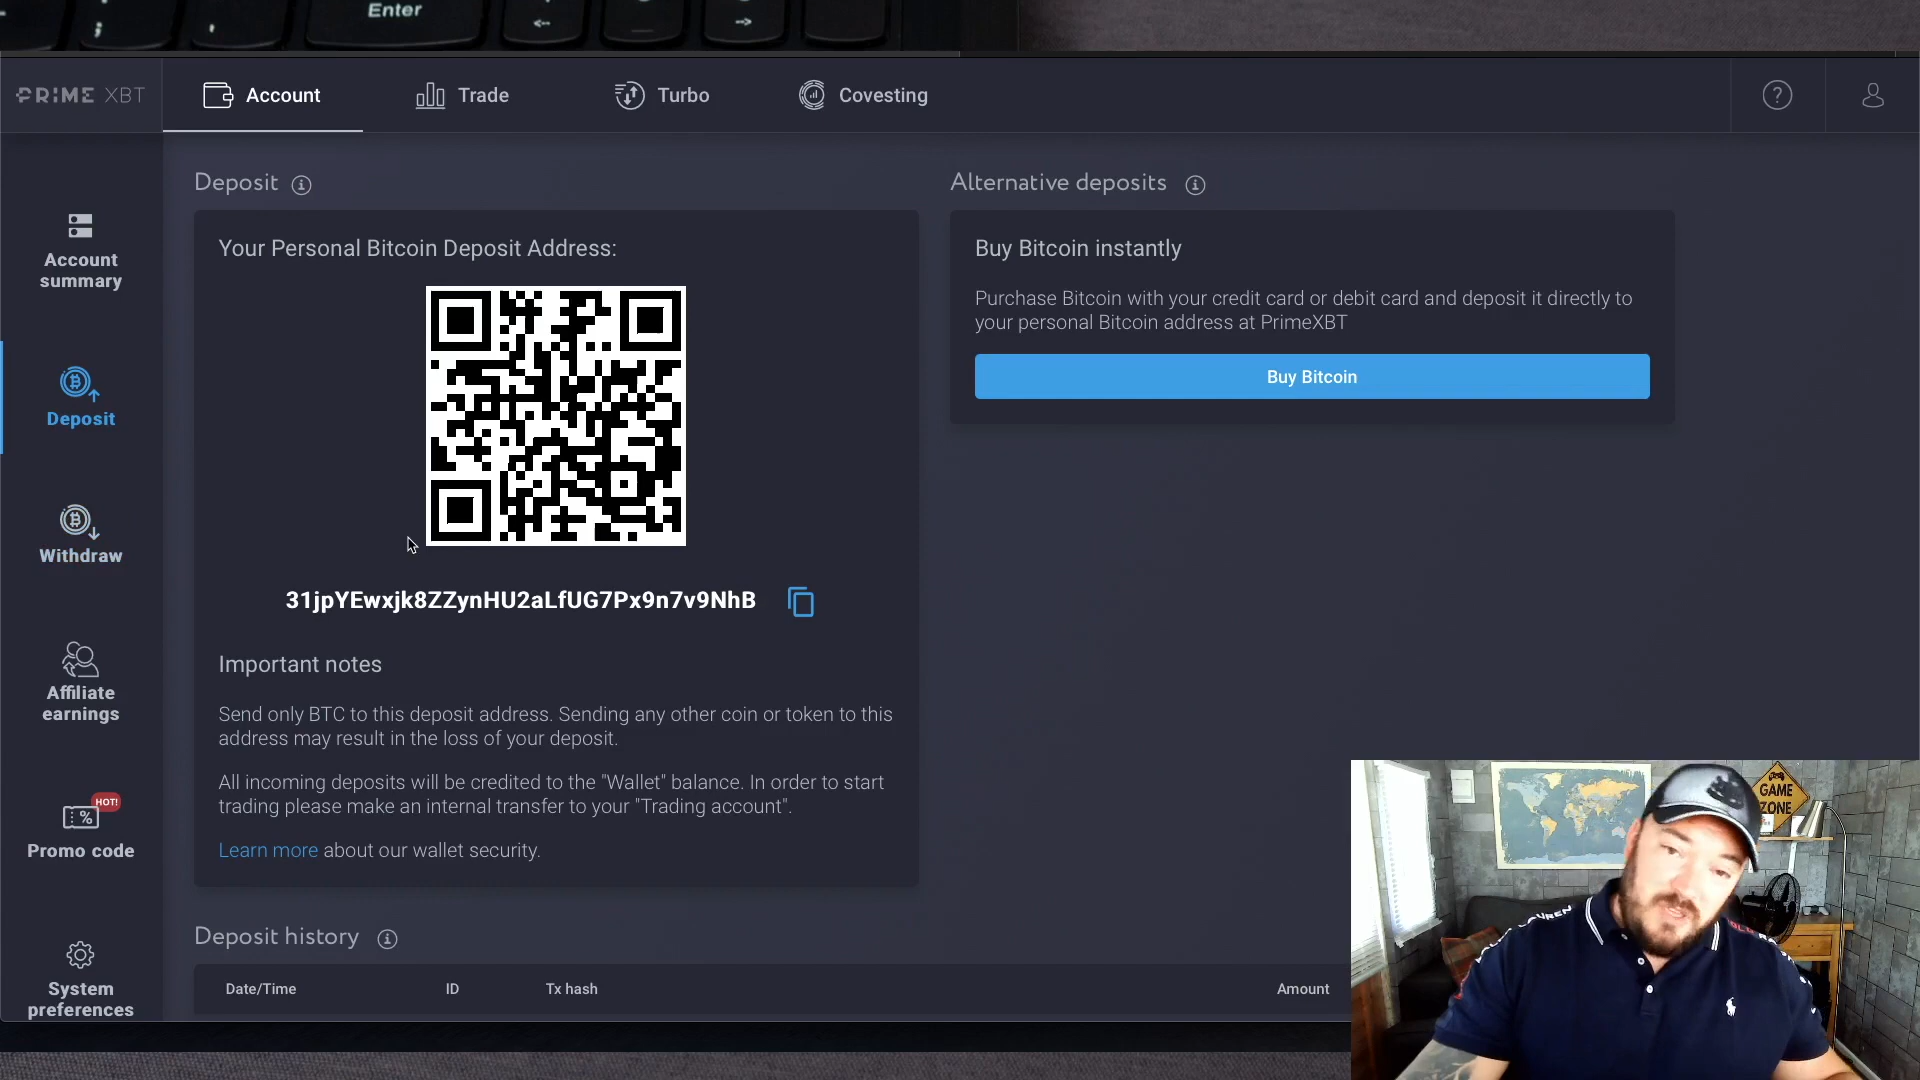 Enter
;
,
PRIME XBT
Account
Trade
Turbo
Covesting
?
Account
summary
Deposit
Withdraw
Affiliate
earnings
HOT!
%
Promo code
System
preferences
Deposit
Your Personal Bitcoin Deposit Address:
31jpYEwxjk8ZZynHU2aLfUG7Px9n7v9NhB
Important notes
Send only BTC to this deposit address. Sending any other coin or token to this
address may result in the loss of your deposit.
All incoming deposits will be credited to the "Wallet" balance. In order to start
trading please make an internal transfer to your "Trading account".
Learn more about our wallet security.
Alternative deposits
Buy Bitcoin instantly
Purchase Bitcoin with your credit card or debit card and deposit it directly to
your personal Bitcoin address at PrimeXBT
Buy Bitcoin
Deposit history
Date/Time
ID
Tx hash
Amount
GAME
ZONE